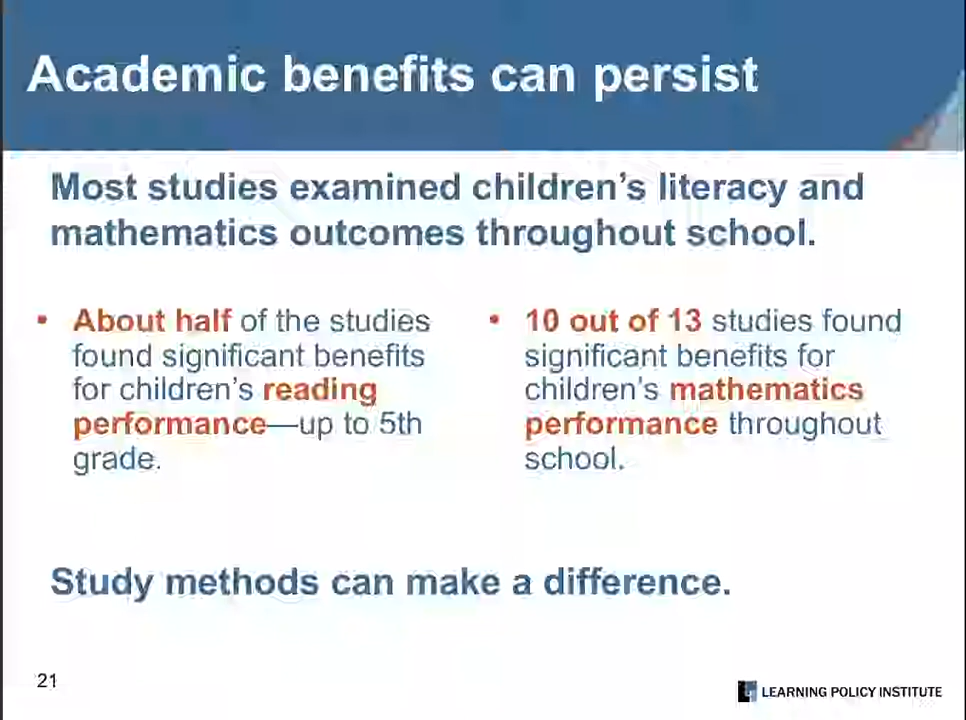 Academic benefits can persist
Most studies examined children's literacy and
mathematics outcomes throughout school.
• About half of the studies
found significant benefits
for children's reading
performance—up to 5th
grade.
• 10 out of 13 studies found
significant benefits for
children's mathematics
performance throughout
school.
Study methods can make a difference.
21
LEARNING POLICY INSTITUTE